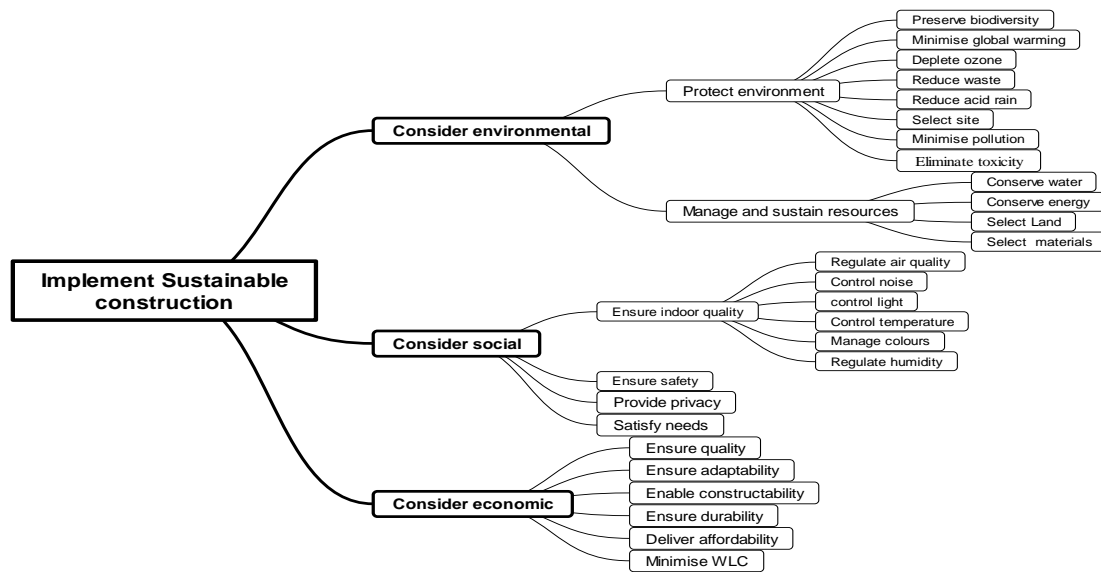 Implement Sustainable
construction
Consider environmental
Protect environment
Preserve biodiversity
Minimise global warming
Deplete ozone
Reduce waste
Reduce acid rain
Select site
Minimise pollution
Eliminate toxicity
Manage and sustain resources
Conserve water
Conserve energy
Select Land
Select materials
Consider social
Ensure indoor quality
Regulate air quality
Control noise
control light
Control temperature
Manage colours
Regulate humidity
Ensure safety
Provide privacy
Satisfy needs
Consider economic
Ensure quality
Ensure adaptability
Enable constructability
Ensure durability
Deliver affordability
Minimise WLC